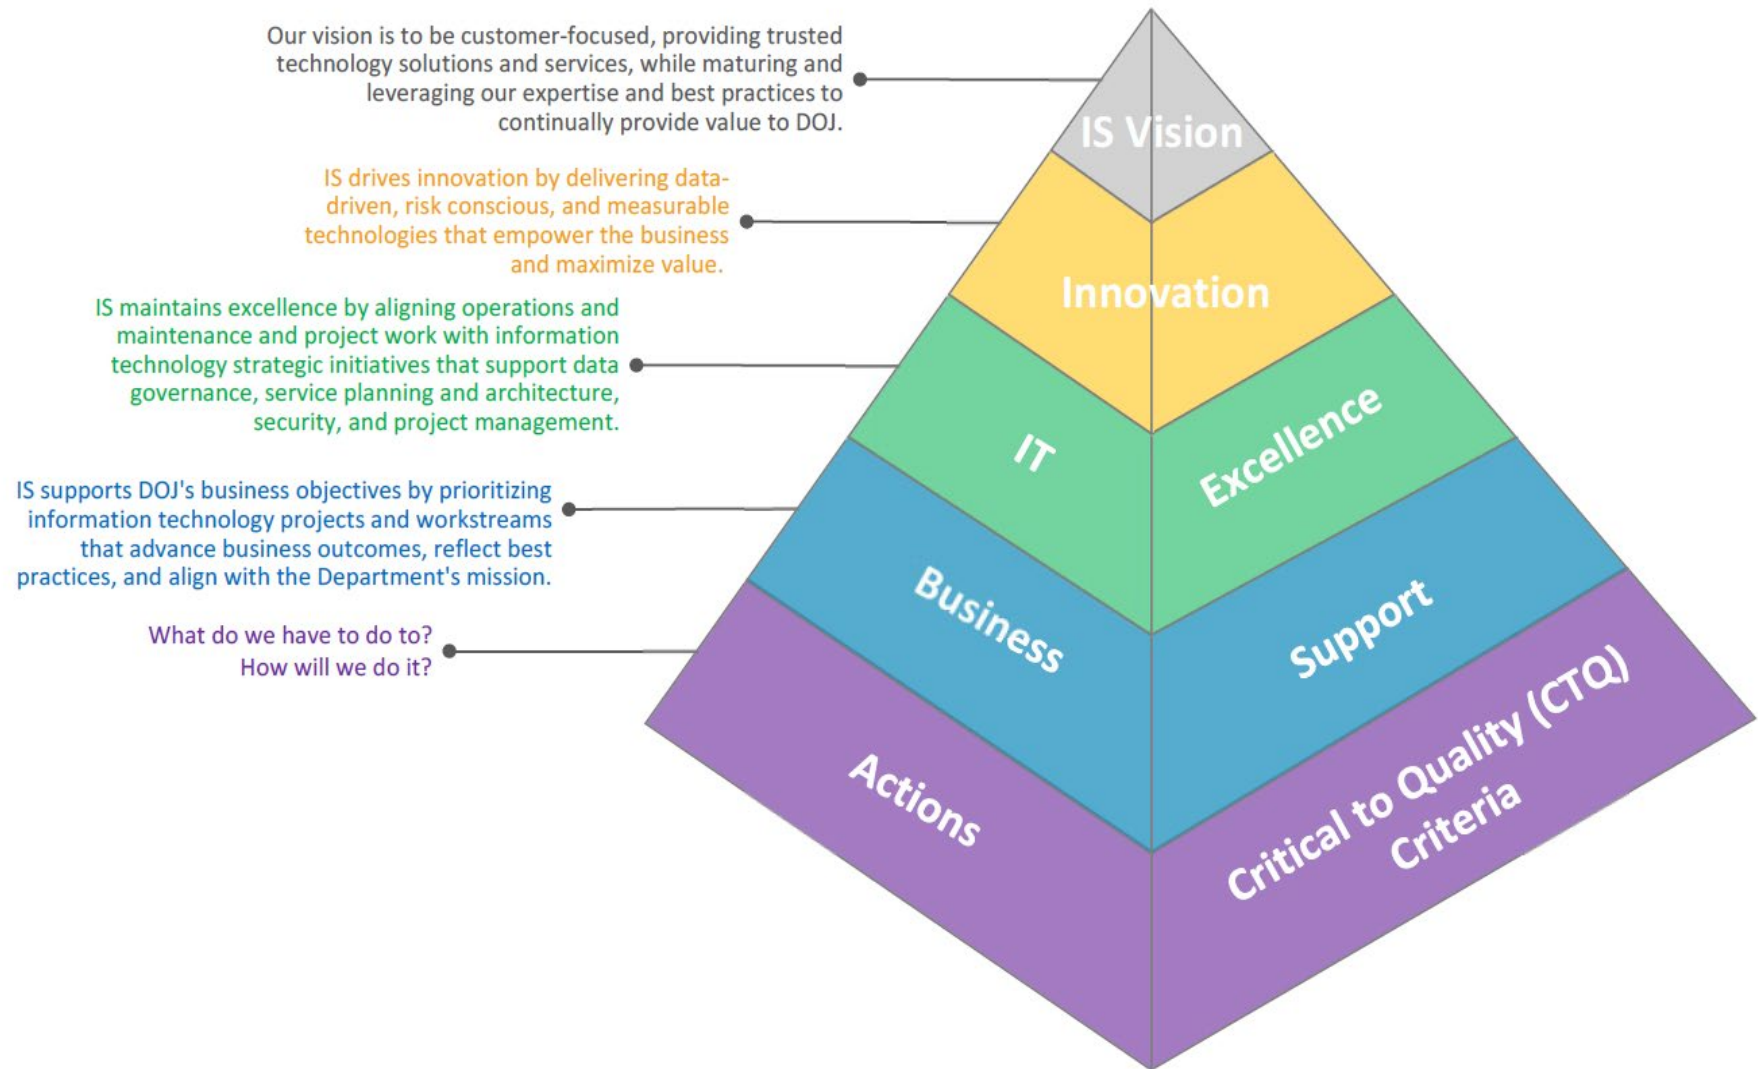 Our vision is to be customer-focused, providing trusted
technology solutions and services, while maturing and
leveraging our expertise and best practices to
continually provide value to DOJ.
IS Vision
IS drives innovation by delivering data-
driven, risk conscious, and measurable
technologies that empower the business
and maximize value.
Innovation
IS maintains excellence by aligning operations and
maintenance and project work with information
technology strategic initiatives that support data
governance, service planning and architecture,
security, and project management.
IT
Excellence
IS supports DOJ's business objectives by prioritizing
information technology projects and workstreams
that advance business outcomes, reflect best
practices, and align with the Department's mission.
Business
Support
What do we have to do to?
How will we do it?
Actions
Critical to Quality (CTQ)
Criteria